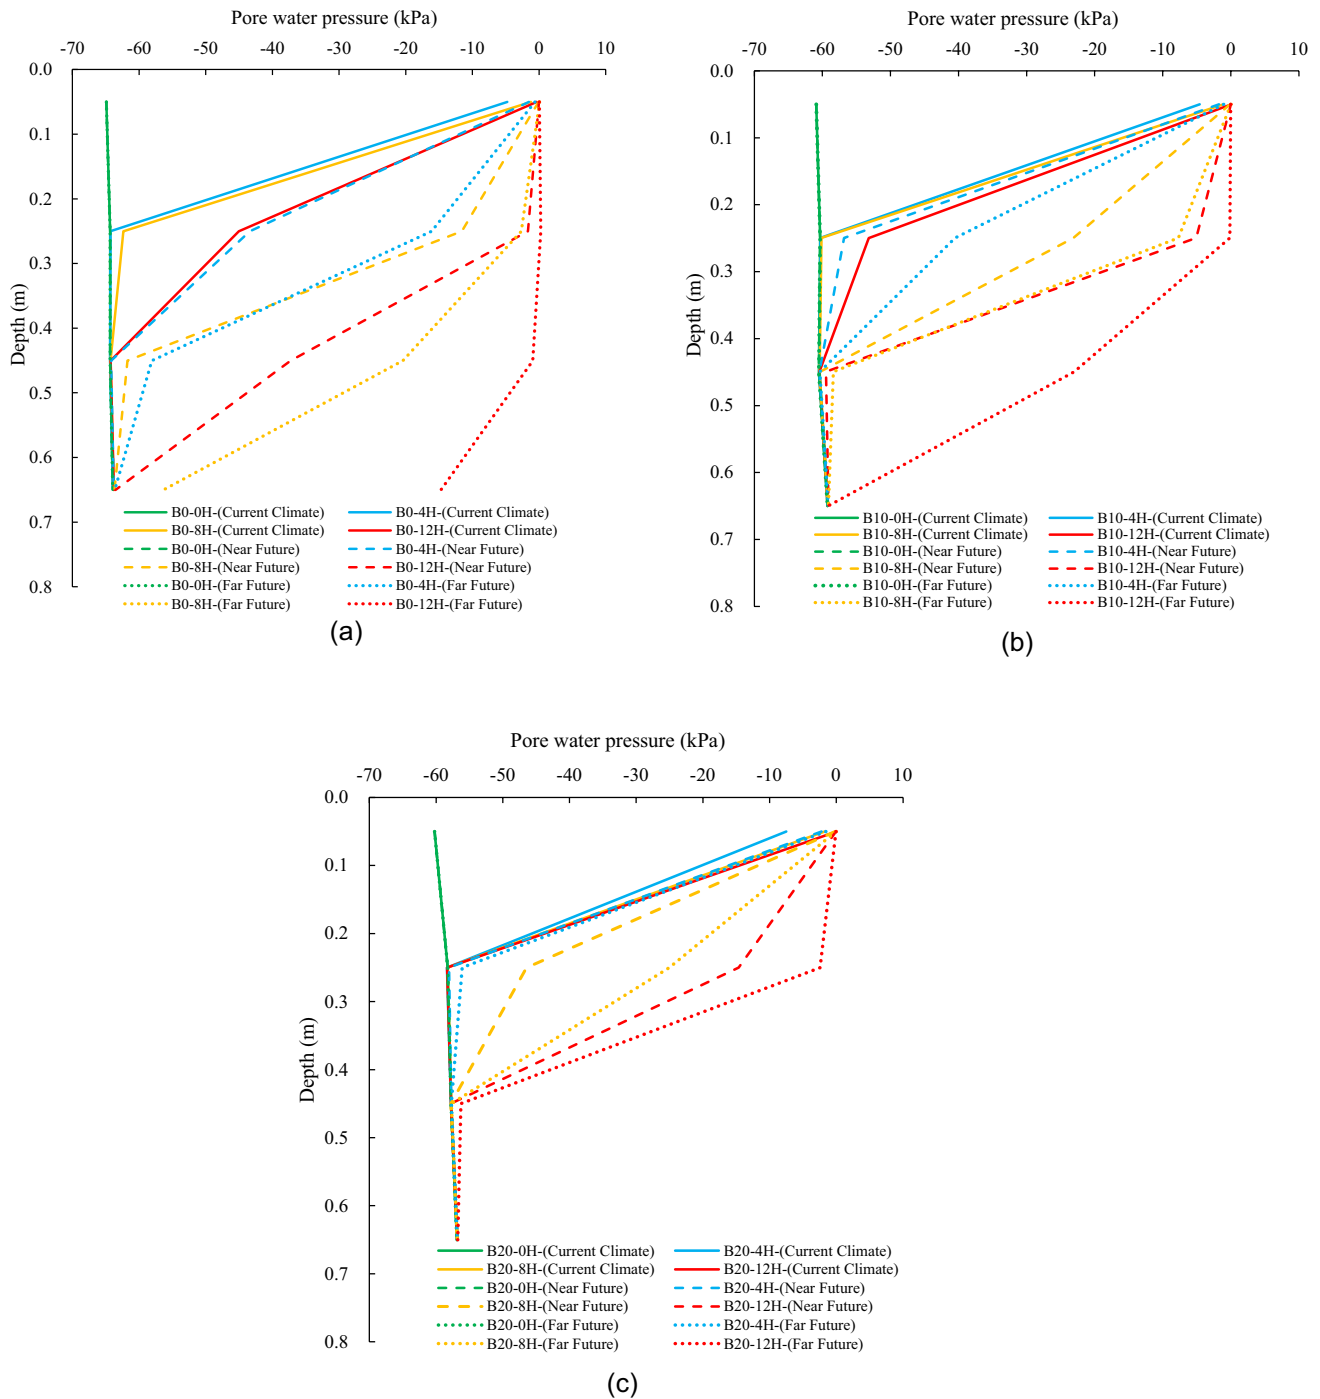 Pore water pressure (kPa)
-70 -60 -50 -40 -30 -20 -10 0 10
0.0
0.1
0.2
0.3
0.4
0.5
0.6
0.7
0.8
Depth (m)
B0-0H-(Current Climate) B0-4H-(Current Climate)
B0-8H-(Current Climate) B0-12H-(Current Climate)
B0-0H-(Near Future) B0-4H-(Near Future)
B0-8H-(Near Future) B0-12H-(Near Future)
B0-0H-(Far Future) B0-4H-(Far Future)
B0-8H-(Far Future) B0-12H-(Far Future)
(a)
Pore water pressure (kPa)
-70 -60 -50 -40 -30 -20 -10 0 10
0.0
0.1
0.2
0.3
0.4
0.5
0.6
0.7
0.8
Depth (m)
B10-0H-(Current Climate) B10-4H-(Current Climate)
B10-8H-(Current Climate) B10-12H-(Current Climate)
B10-0H-(Near Future) B10-4H-(Near Future)
B10-8H-(Near Future) B10-12H-(Near Future)
B10-0H-(Far Future) B10-4H-(Far Future)
B10-8H-(Far Future) B10-12H-(Far Future)
(b)
Pore water pressure (kPa)
-70 -60 -50 -40 -30 -20 -10 0 10
0.0
0.1
0.2
0.3
0.4
0.5
0.6
0.7
0.8
Depth (m)
B20-0H-(Current Climate) B20-4H-(Current Climate)
B20-8H-(Current Climate) B20-12H-(Current Climate)
B20-0H-(Near Future) B20-4H-(Near Future)
B20-8H-(Near Future) B20-12H-(Near Future)
B20-0H-(Far Future) B20-4H-(Far Future)
B20-8H-(Far Future) B20-12H-(Far Future)
(c)